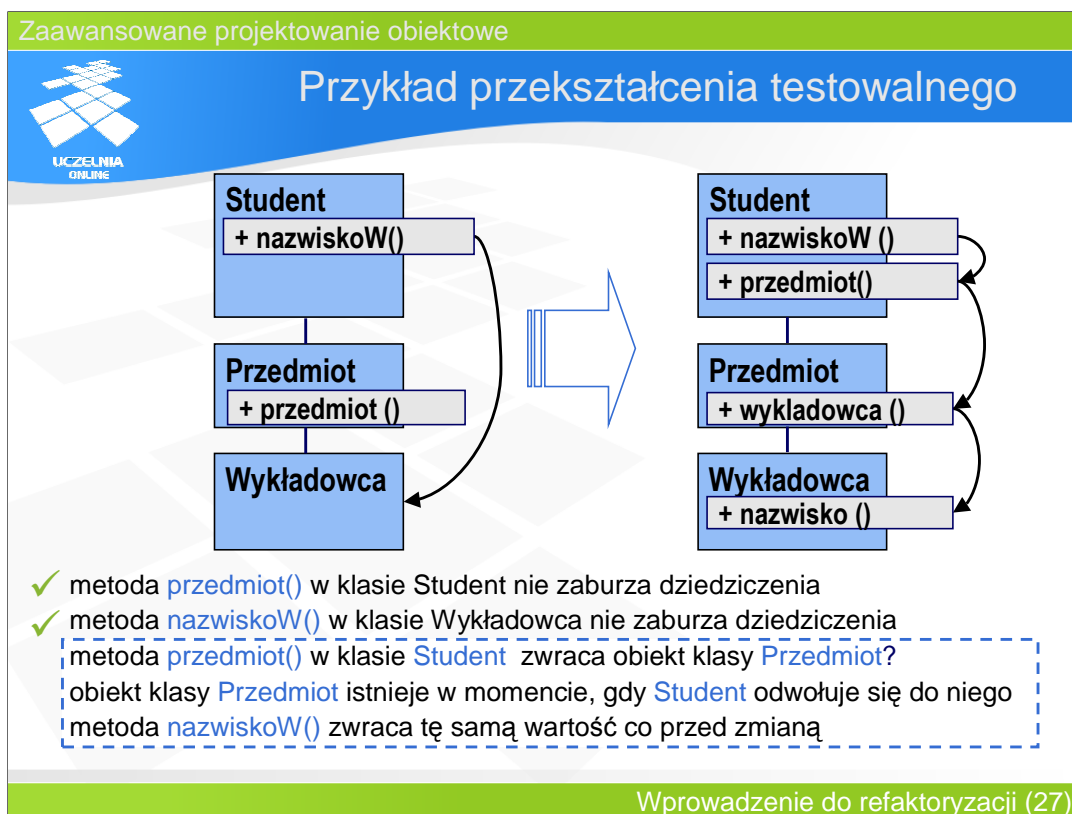 Zaawansowane projektowanie obiektowe
Przykład przekształcenia testowalnego
UCZELNIA
ONLINE
Student
+ nazwiskoW()
Przedmiot
+ przedmiot ()
Wykładowca
Student
+ nazwiskoW ()
+ przedmiot()
Przedmiot
+ wykladowca ()
Wykładowca
+ nazwisko ()
metoda przedmiot() w klasie Student nie zaburza dziedziczenia
metoda nazwiskoW() w klasie Wykładowca nie zaburza dziedziczenia
metoda przedmiot() w klasie Student zwraca obiekt klasy Przedmiot?
obiekt klasy Przedmiot istnieje w momencie, gdy Student odwołuje się do niego
metoda nazwiskoW() zwraca tę samą wartość co przed zmianą
Wprowadzenie do refaktoryzacji (27)